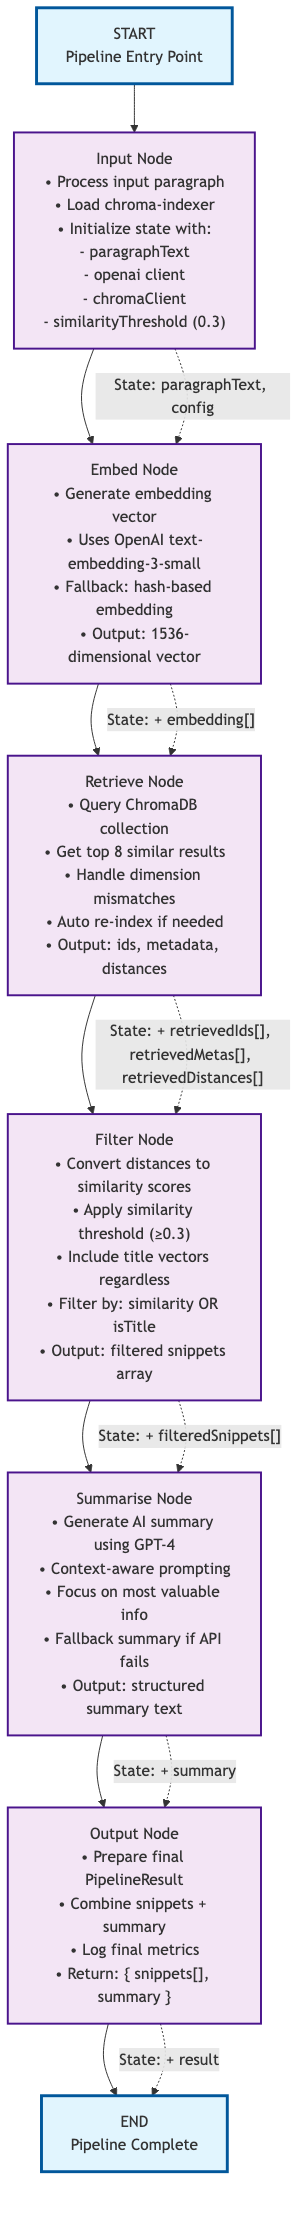 START
Pipeline Entry Point
Input Node
• Process input paragraph
• Load chroma-indexer
• Initialize state with:
- paragraphText
- openai client
- chromaClient
- similarityThreshold (0.3)
State: paragraphText,
config
Embed Node
• Generate embedding
vector
• Uses OpenAI text-
embedding-3-small
• Fallback: hash-based
embedding
• Output: 1536-
dimensional vector
State: + embedding[]
Retrieve Node
• Query ChromaDB
collection
• Get top 8 similar results
• Handle dimension
mismatches
• Auto re-index if needed
• Output: ids, metadata,
distances
State: + retrievedIds[],
retrievedMetas[],
retrievedDistances[]
Filter Node
• Convert distances to
similarity scores
• Apply similarity
threshold (≥0.3)
• Include title vectors
regardless
• Filter by: similarity OR
isTitle
• Output: filtered snippets
array
State: + filteredSnippets[]
Summarise Node
• Generate AI summary
using GPT-4
• Context-aware prompting
• Focus on most valuable
info
• Fallback summary if API
fails
• Output: structured
summary text
State: + summary
Output Node
• Prepare final
PipelineResult
• Combine snippets +
summary
• Log final metrics
• Return: { snippets[],
summary }
State: + result
END
Pipeline Complete